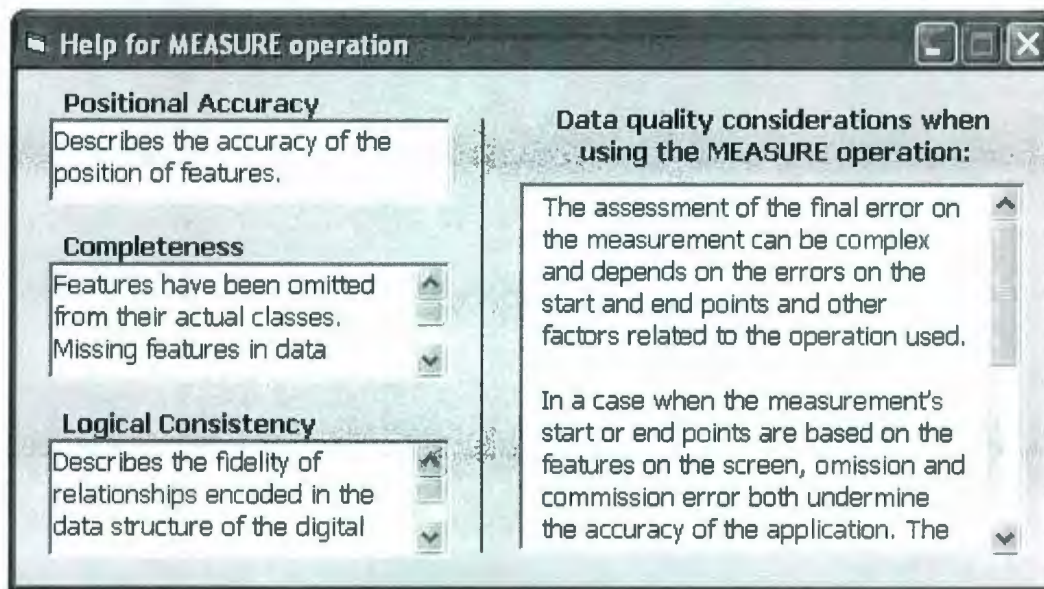 Help for MEASURE operation
Positional Accuracy
Describes the accuracy of the
position of features.
Completeness
Features have been omitted
from their actual classes.
Missing features in data
Logical Consistency
Describes the fidelity of
relationships encoded in the
data structure of the digital
Data quality considerations when
using the MEASURE operation:
The assessment of the final error on
the measurement can be complex
and depends on the errors on the
start and end points and other
factors related to the operation used.
In a case when the measurement's
start or end points are based on the
features on the screen, omission and
commission error both undermine
the accuracy of the application. The